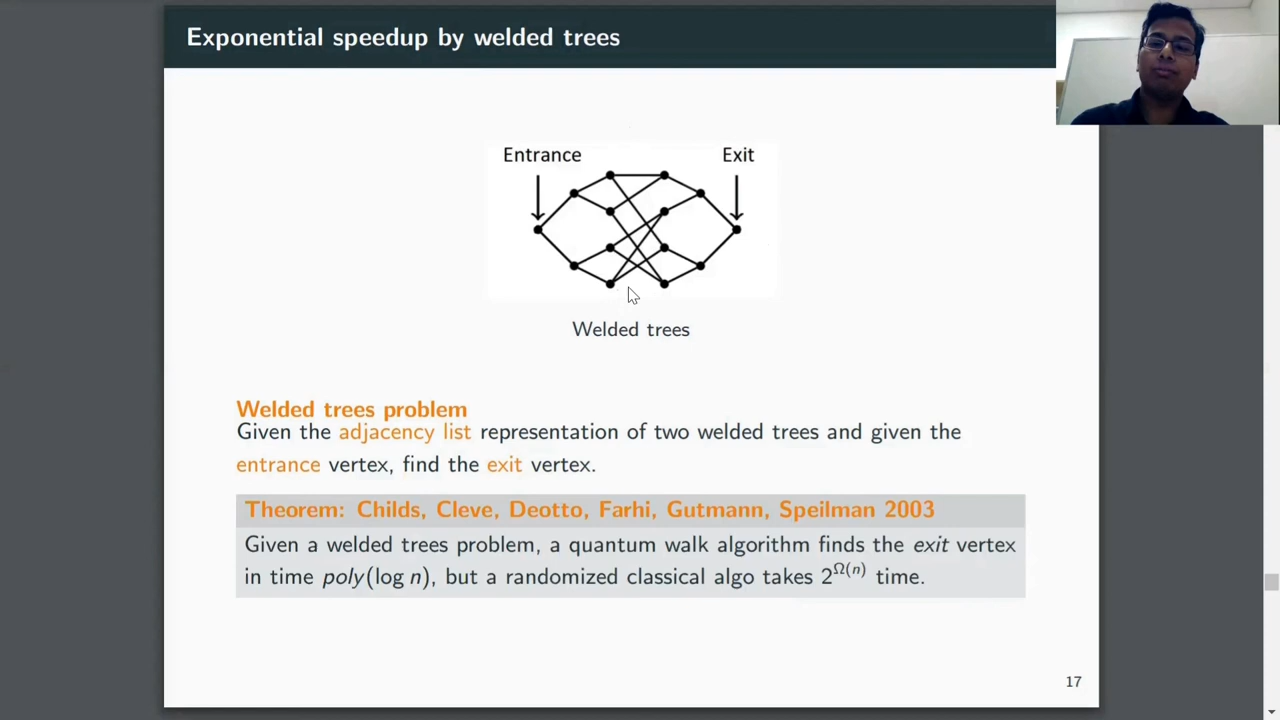 Exponential speedup by welded trees
Entrance
Exit
Welded trees
Welded trees problem
Given the adjacency list representation of two welded trees and given the
entrance vertex, find the exit vertex.
Theorem: Childs, Cleve, Deotto, Farhi, Gutmann, Speilman 2003
Given a welded trees problem, a quantum walk algorithm finds the exit vertex
in time poly(log n), but a randomized classical algo takes 2^Ω(n) time.
17